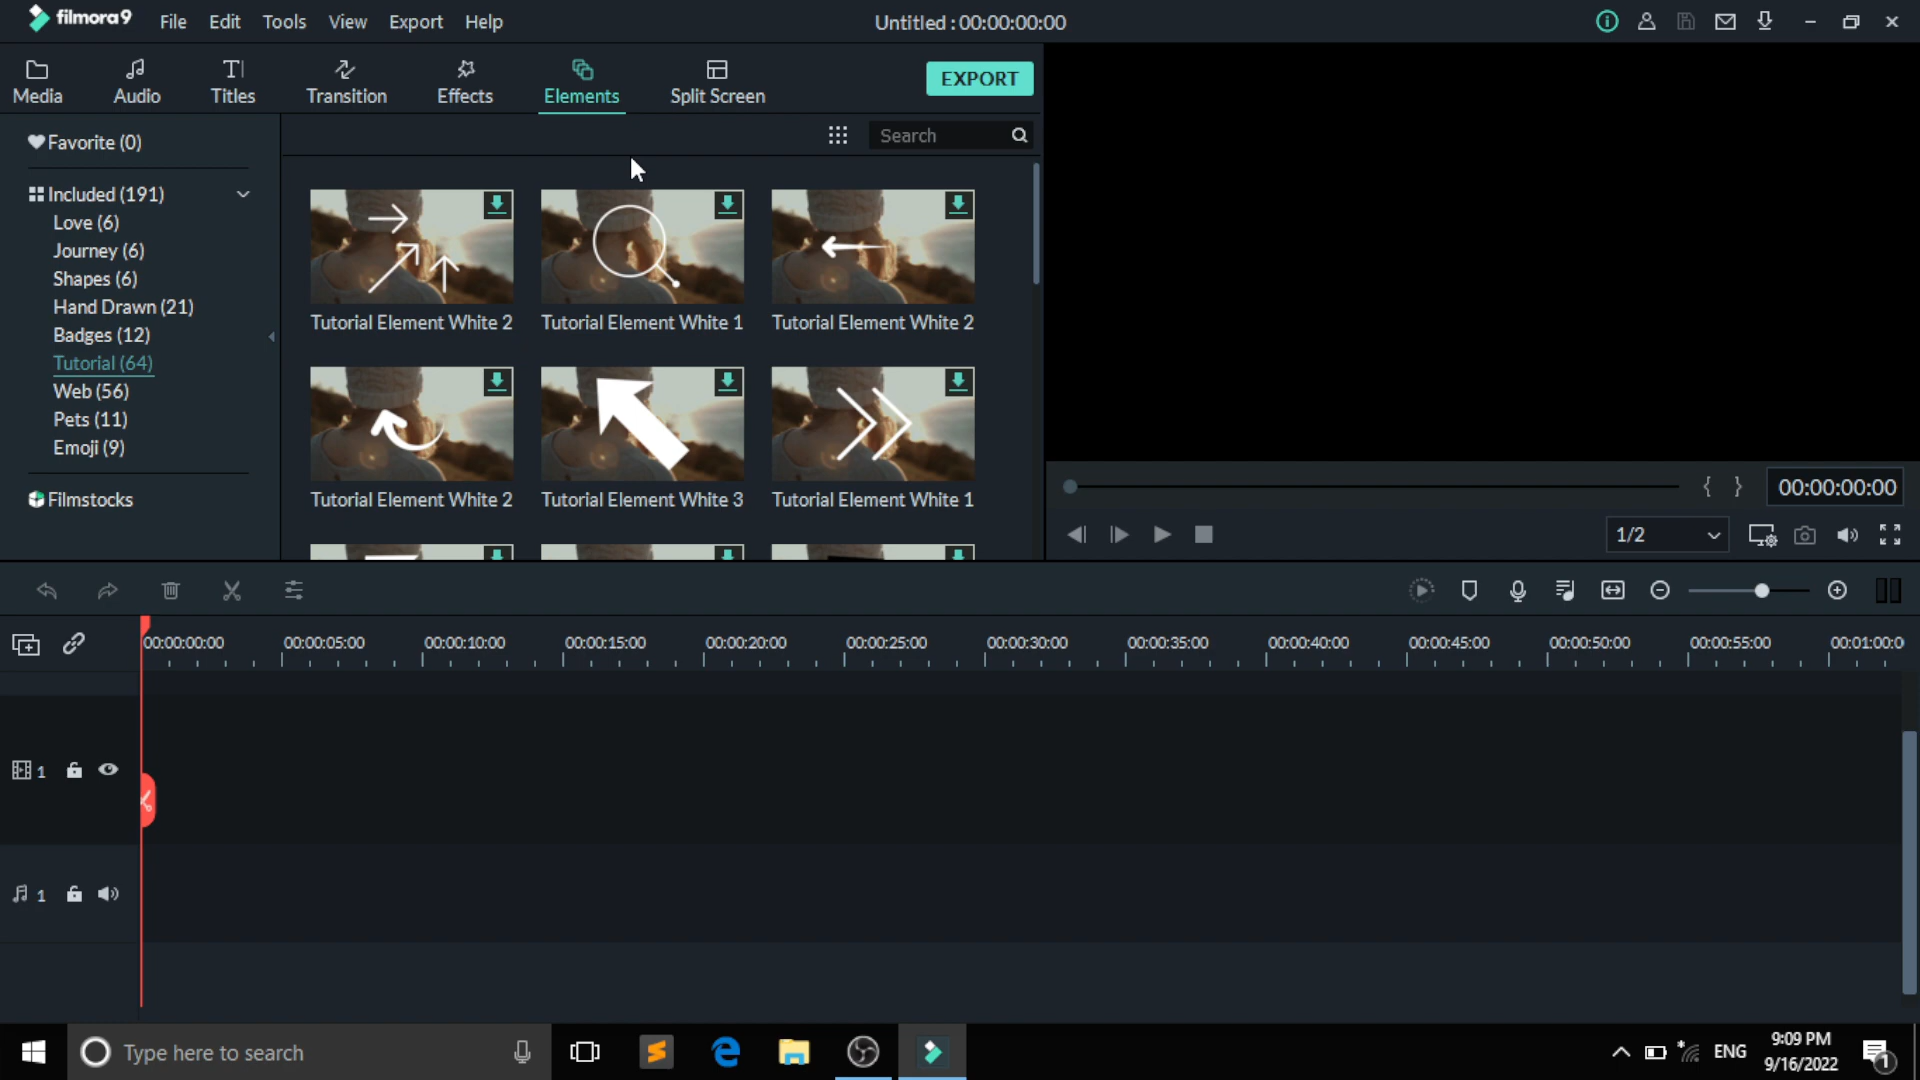 filmora9 File Edit Tools View Export Help Untitled : 00:00:00:00
Media Audio Titles Transition Effects Elements Split Screen EXPORT
Search
Favorite (0)
Included (191)
Love (6)
Journey (6)
Shapes (6)
Hand Drawn (21)
Badges (12)
Tutorial (64)
Web (56)
Pets (11)
Emoji (9)
Filmstocks
Tutorial Element White 2 Tutorial Element White 1 Tutorial Element White 2
Tutorial Element White 2 Tutorial Element White 3 Tutorial Element White 1
{ } 00:00:00:00
1/2
00:00:00:00 00:00:05:00 00:00:10:00 00:00:15:00 00:00:20:00 00:00:25:00 00:00:30:00 00:00:35:00 00:00:40:00 00:00:45:00 00:00:50:00 00:00:55:00 00:01:00:0
1
1
Type here to search
ENG
9:09 PM
9/16/2022
1